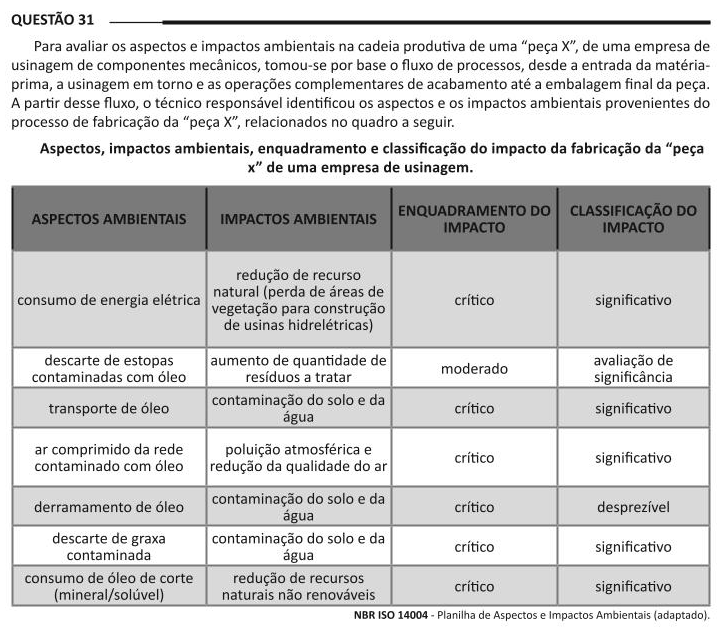 QUESTÃO 31
Para avaliar os aspectos e impactos ambientais na cadeia produtiva de uma “peça X”, de uma empresa de
usinagem de componentes mecânicos, tomou-se por base o fluxo de processos, desde a entrada da matéria-
prima, a usinagem em torno e as operações complementares de acabamento até a embalagem final da peça.
A partir desse fluxo, o técnico responsável identificou os aspectos e os impactos ambientais provenientes do
processo de fabricação da “peça X”, relacionados no quadro a seguir.
Aspectos, impactos ambientais, enquadramento e classificação do impacto da fabricação da “peça
x” de uma empresa de usinagem.
ASPECTOS AMBIENTAIS
IMPACTOS AMBIENTAIS
ENQUADRAMENTO DO
IMPACTO
CLASSIFICAÇÃO DO
IMPACTO
consumo de energia elétrica
redução de recurso
natural (perda de áreas de
vegetação para construção
de usinas hidrelétricas)
crítico
significativo
descarte de estopas
contaminadas com óleo
aumento de quantidade de
resíduos a tratar
moderado
avaliação de
significância
transporte de óleo
contaminação do solo e da
água
crítico
significativo
ar comprimido da rede
contaminado com óleo
poluição atmosférica e
redução da qualidade do ar
crítico
significativo
derramamento de óleo
contaminação do solo e da
água
crítico
desprezível
descarte de graxa
contaminada
contaminação do solo e da
água
crítico
significativo
consumo de óleo de corte
(mineral/solúvel)
redução de recursos
naturais não renováveis
crítico
significativo
NBR ISO 14004 - Planilha de Aspectos e Impactos Ambientais (adaptado).